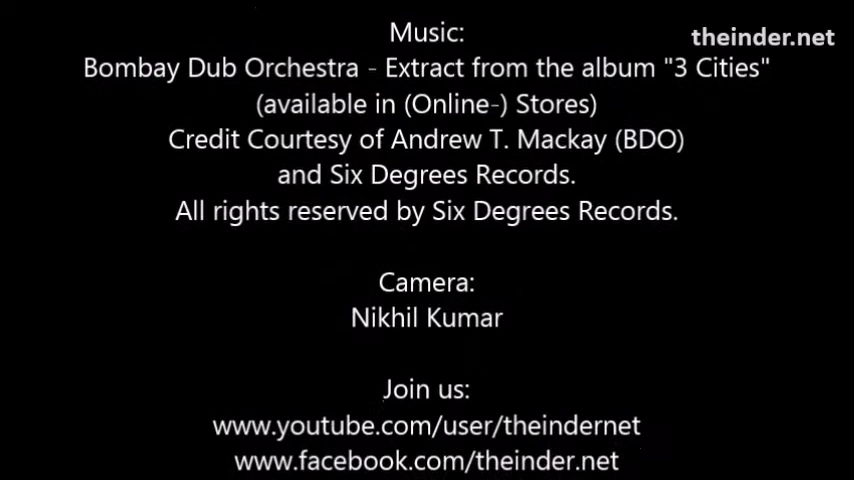 theinder.net
Music:
Bombay Dub Orchestra - Extract from the album "3 Cities"
(available in (Online-) Stores)
Credit Courtesy of Andrew T. Mackay (BDO)
and Six Degrees Records.
All rights reserved by Six Degrees Records.
Camera:
Nikhil Kumar
Join us:
www.youtube.com/user/theindernet
www.facebook.com/theinder.net